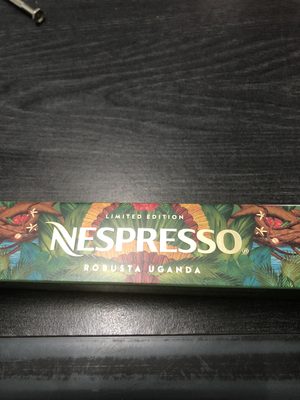 LIMITED EDITION
NESPRESSO®
ROBUSTA UGANDA